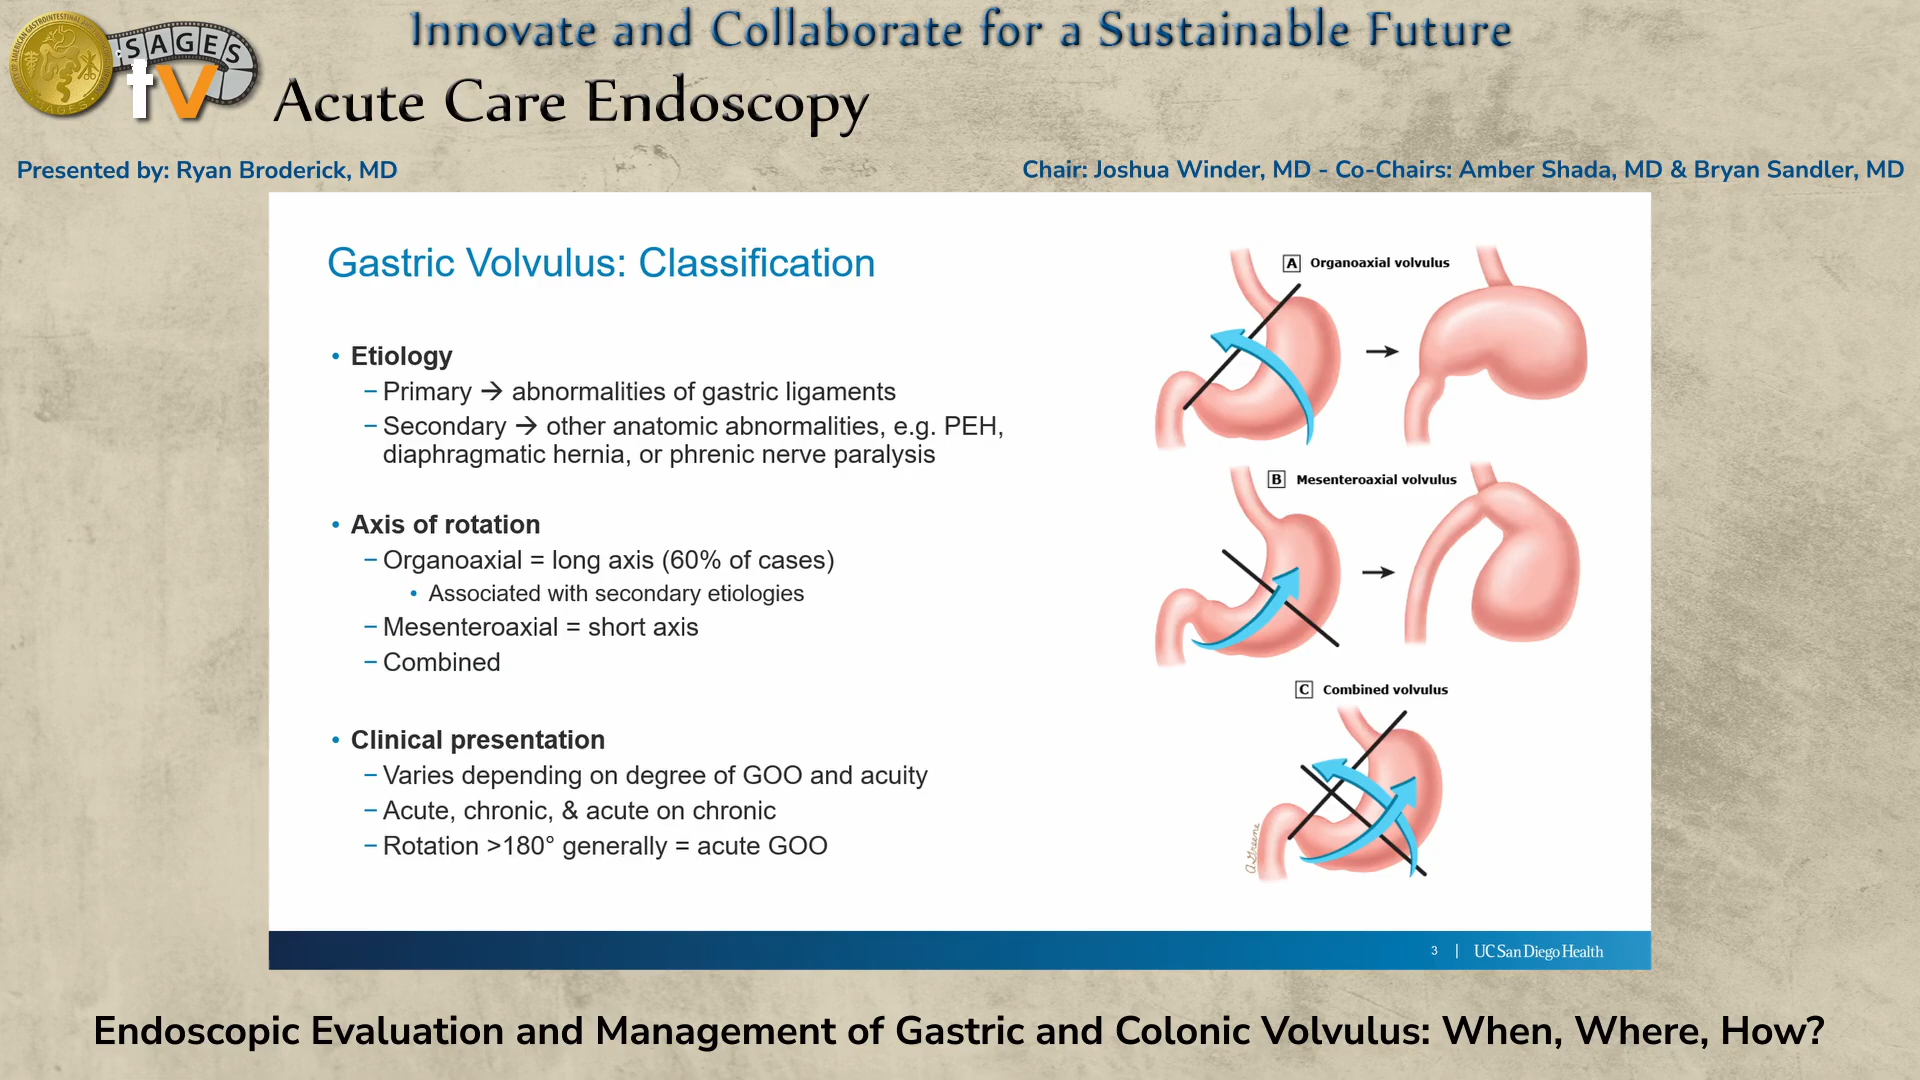 Innovate and Collaborate for a Sustainable Future
SAGES
tv
Acute Care Endoscopy
Presented by: Ryan Broderick, MD
Chair: Joshua Winder, MD - Co-Chairs: Amber Shada, MD & Bryan Sandler, MD
Gastric Volvulus: Classification
• Etiology
– Primary → abnormalities of gastric ligaments
– Secondary → other anatomic abnormalities, e.g. PEH,
diaphragmatic hernia, or phrenic nerve paralysis
• Axis of rotation
– Organoaxial = long axis (60% of cases)
• Associated with secondary etiologies
– Mesenteroaxial = short axis
– Combined
• Clinical presentation
– Varies depending on degree of GOO and acuity
– Acute, chronic, & acute on chronic
– Rotation >180° generally = acute GOO
A Organoaxial volvulus
B Mesenteroaxial volvulus
C Combined volvulus
A Greene
3 | UC San Diego Health
Endoscopic Evaluation and Management of Gastric and Colonic Volvulus: When, Where, How?